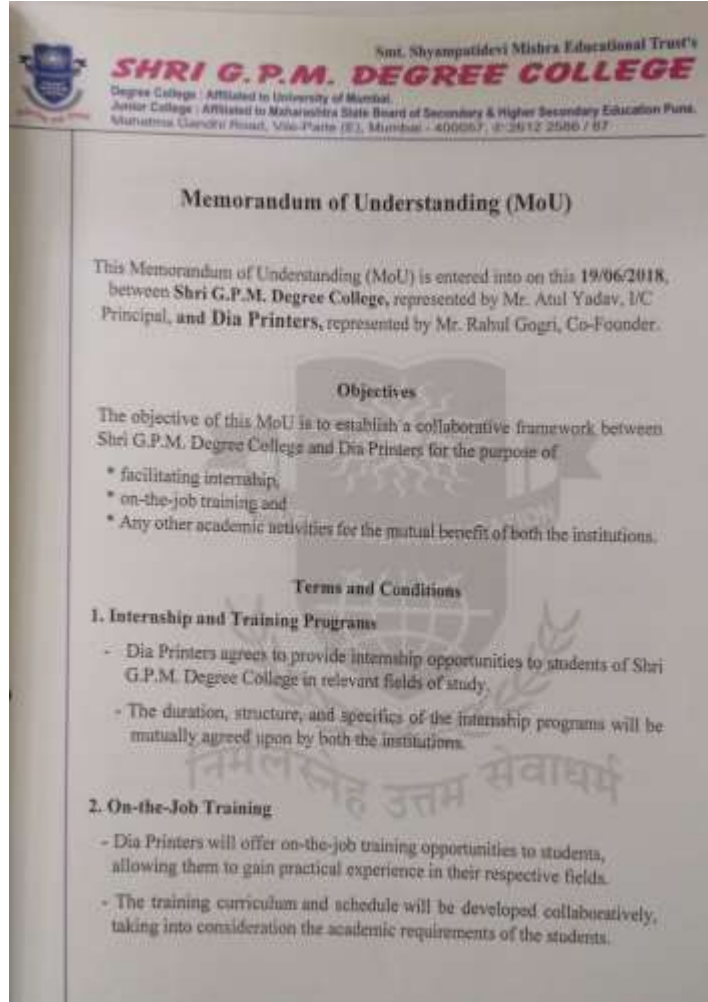 Smt. Shyampatidevi Mishra Educational Trust's
SHRI G.P.M. DEGREE COLLEGE
Degree College : Affiliated to University of Mumbai.
Junior College : Affiliated to Maharashtra State Board of Secondary & Higher Secondary Education Pune.
Mahatma Gandhi Road, Vile-Parle (E), Mumbai - 400057. 2612 2586 / 87
Memorandum of Understanding (MoU)
This Memorandum of Understanding (MoU) is entered into on this 19/06/2018,
between Shri G.P.M. Degree College, represented by Mr. Atul Yadav, I/C
Principal, and Dia Printers, represented by Mr. Rahul Gogri, Co-Founder.
Objectives
The objective of this MoU is to establish a collaborative framework between
Shri G.P.M. Degree College and Dia Printers for the purpose of
* facilitating internship,
* on-the-job training and
* Any other academic activities for the mutual benefit of both the institutions.
Terms and Conditions
1. Internship and Training Programs
- Dia Printers agrees to provide internship opportunities to students of Shri
G.P.M. Degree College in relevant fields of study.
- The duration, structure, and specifics of the internship programs will be
mutually agreed upon by both the institutions.
निर्मलस्नेह उत्तम सेवाधर्म
2. On-the-Job Training
- Dia Printers will offer on-the-job training opportunities to students,
allowing them to gain practical experience in their respective fields.
- The training curriculum and schedule will be developed collaboratively,
taking into consideration the academic requirements of the students.